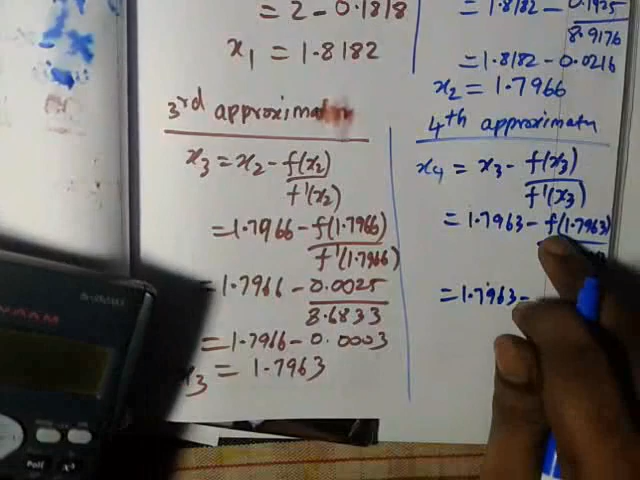 = 2 - 0.1818
x₁ = 1.8182
3rd approximatn
x₃ = x₂ - f(x₂)
f'(x₂)
= 1.7966 - f(1.7966)
f'(1.7966)
= 1.7966 - 0.0025
8.6833
= 1.7966 - 0.0003
x₃ = 1.7963
= 1.8182 -
8.9176
= 1.8182 - 0.0216
x₂ = 1.7966
4th approximatn
x₄ = x₃ - f(x₃)
f'(x₃)
= 1.7963 - f(1.7963)
= 1.7963 -